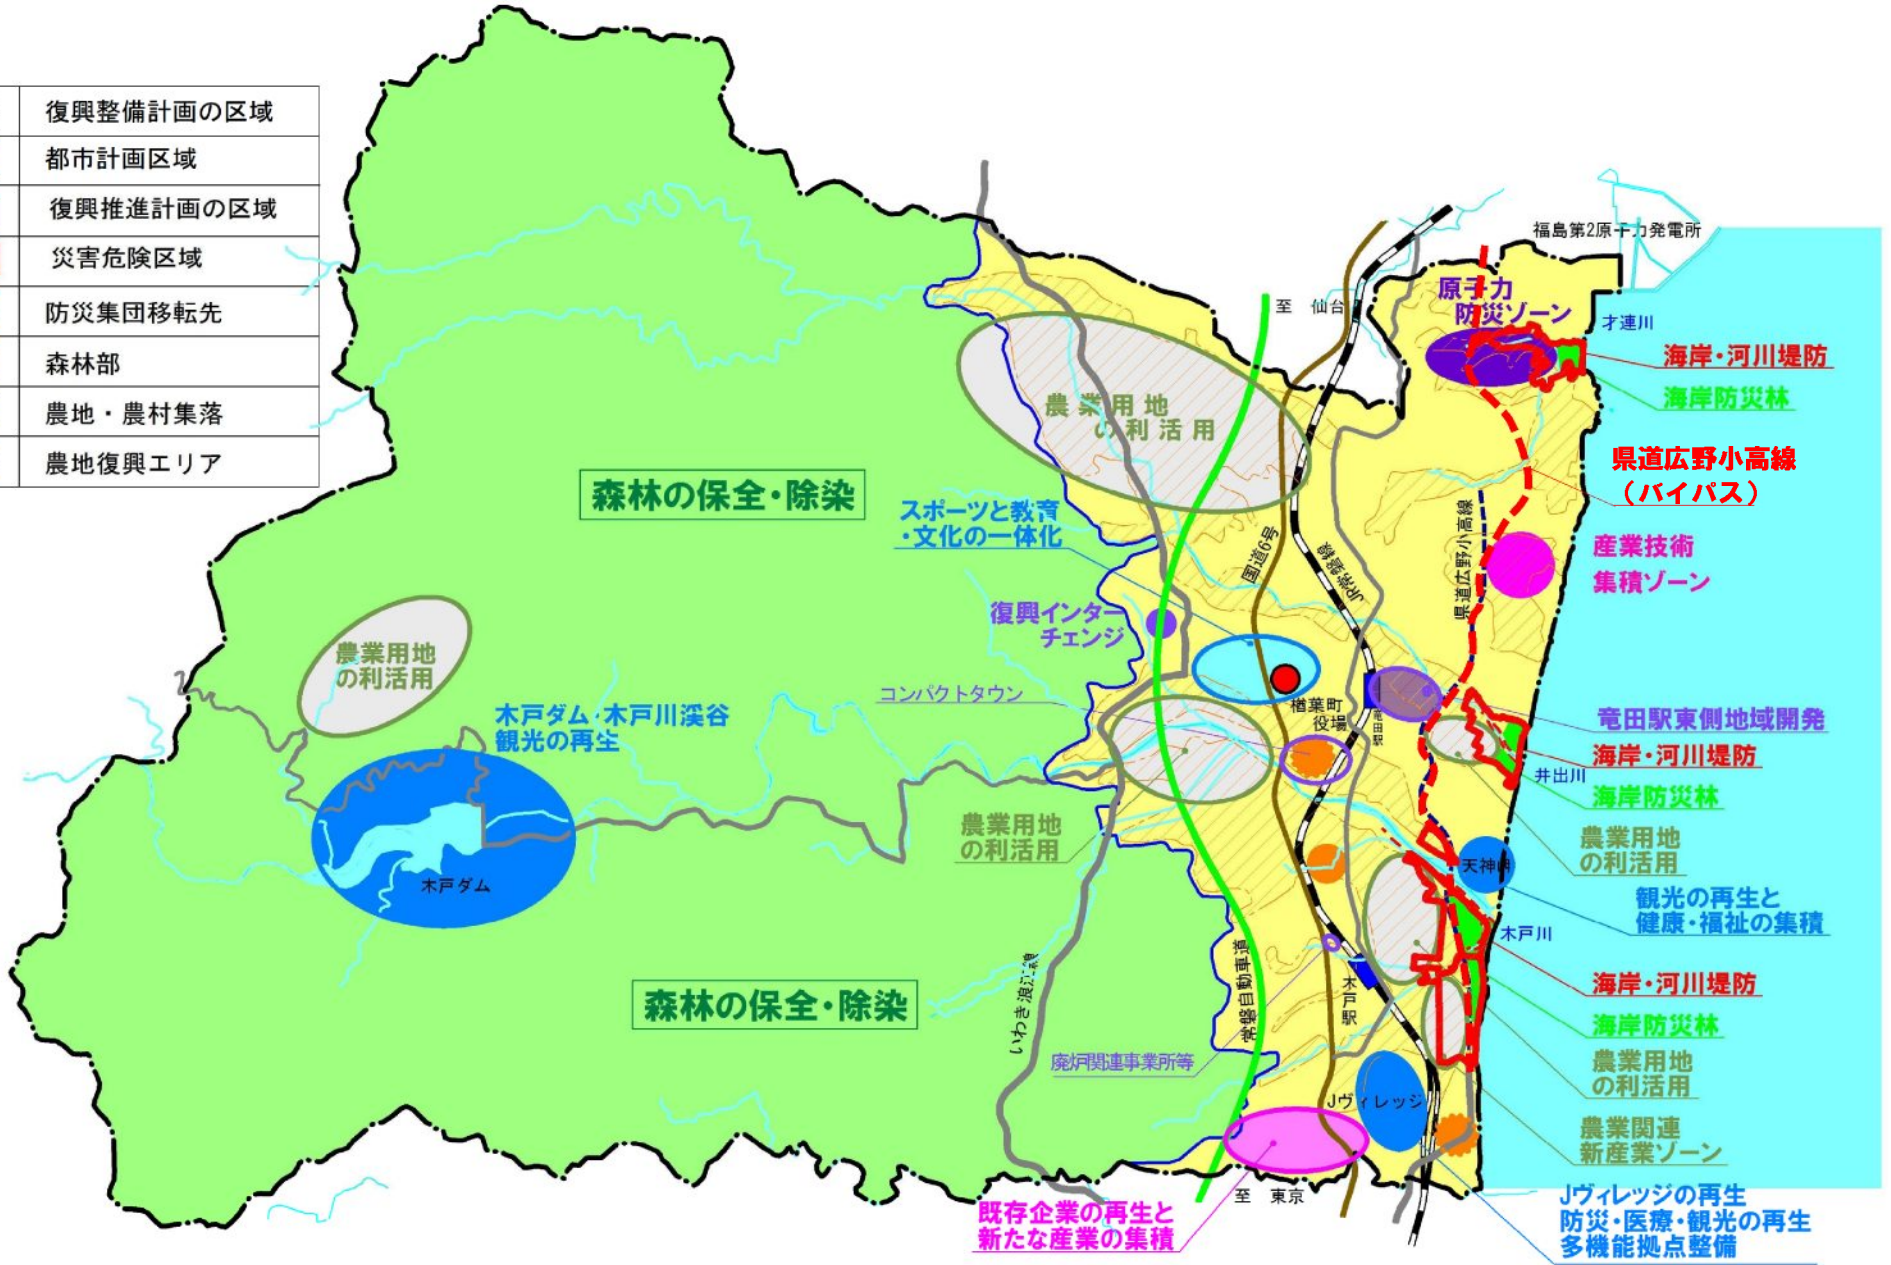 復興整備計画の区域
都市計画区域
復興推進計画の区域
災害危険区域
防災集団移転先
森林部
農地・農村集落
農地復興エリア
福島第2原子力発電所
至 仙台
原子力
防災ゾーン
才連川
海岸・河川堤防
海岸防災林
農業用地
の利活用
県道広野小高線
(バイパス)
森林の保全・除染
スポーツと教育
・文化の一体化
国道6号
JR常磐線
県道広野小高線
産業技術
集積ゾーン
復興インター
チェンジ
農業用地
の利活用
コンパクトタウン
楢葉町
役場
竜田駅
竜田駅東側地域開発
木戸ダム・木戸川渓谷
観光の再生
海岸・河川堤防
井出川
海岸防災林
農業用地
の利活用
農業用地
の利活用
天神岬
木戸ダム
観光の再生と
健康・福祉の集積
木戸川
森林の保全・除染
いわき浪江線
常磐自動車道
木戸駅
海岸・河川堤防
海岸防災林
廃炉関連事業所等
農業用地
の利活用
Jヴィレッジ
農業関連
新産業ゾーン
至 東京
既存企業の再生と
新たな産業の集積
Jヴィレッジの再生
防災・医療・観光の再生
多機能拠点整備